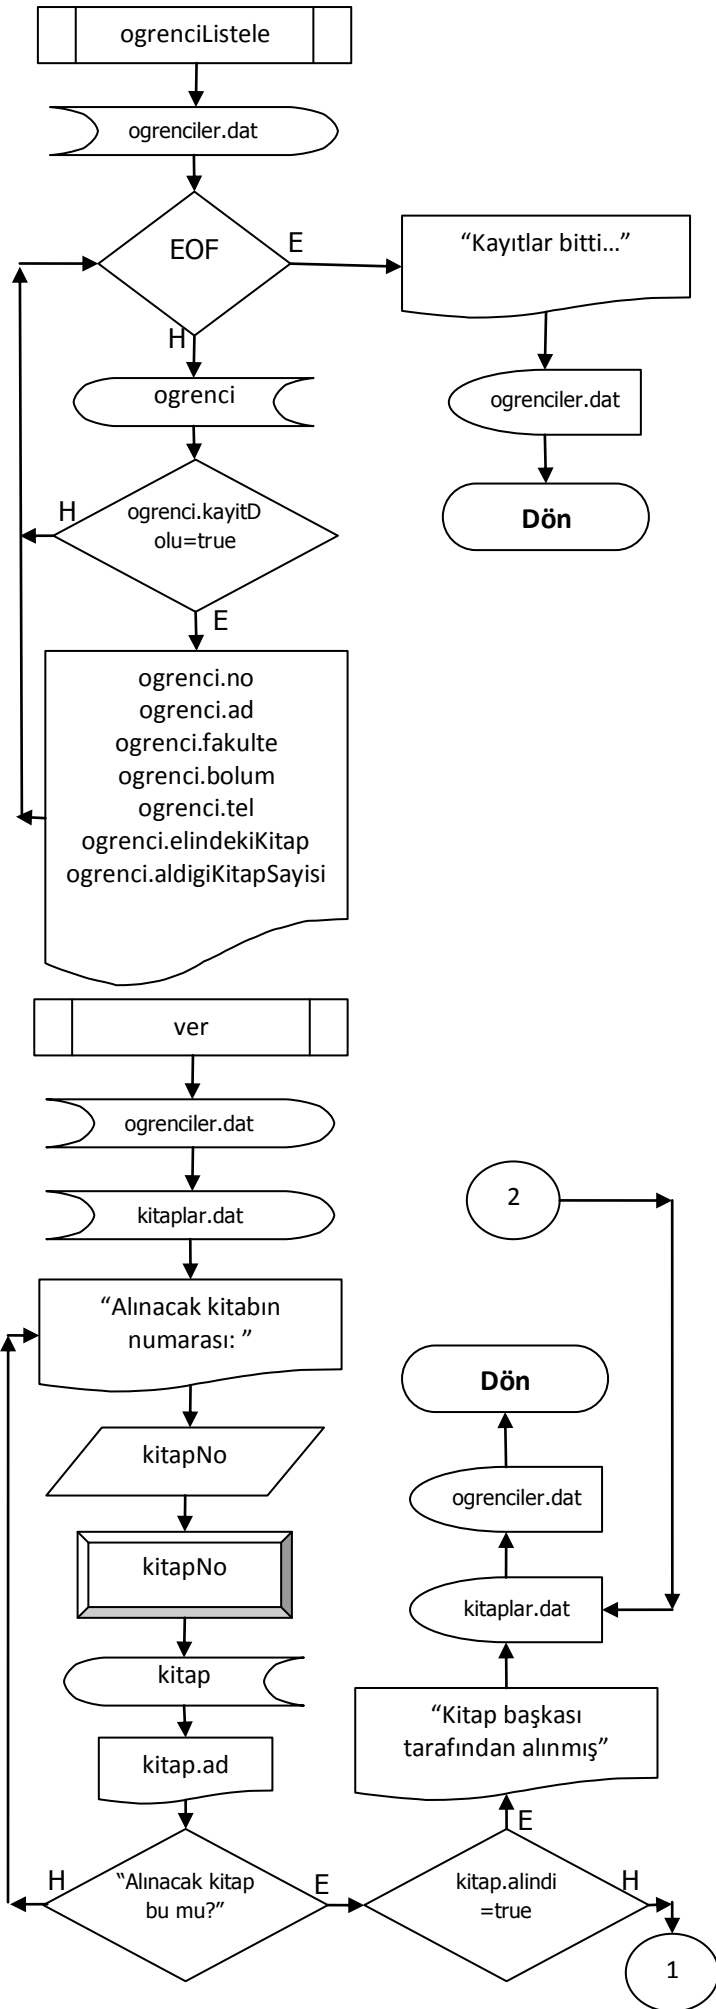 ogrenciListele
ogrenciler.dat
EOF
E
H
“Kayıtlar bitti...”
ogrenciler.dat
Dön
ogrenci
H
ogrenci.kayitD
olu=true
E
ogrenci.no
ogrenci.ad
ogrenci.fakulte
ogrenci.bolum
ogrenci.tel
ogrenci.elindekiKitap
ogrenci.aldigiKitapSayisi
ver
ogrenciler.dat
kitaplar.dat
“Alınacak kitabın
numarası: ”
kitapNo
kitapNo
kitap
kitap.ad
H
“Alınacak kitap
bu mu?”
E
2
Dön
ogrenciler.dat
kitaplar.dat
“Kitap başkası
tarafından alınmış”
E
kitap.alindi
=true
H
1